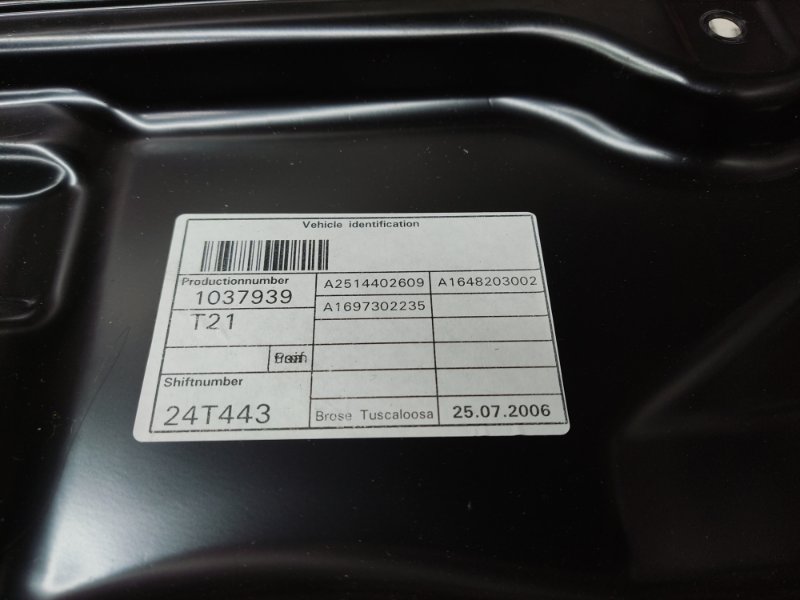 Vehicle identification
Productionnumber
1037939
A2514402609 A1648203002
T21
A1697302235
Shiftnumber
24T443
Brose Tuscaloosa 25.07.2006